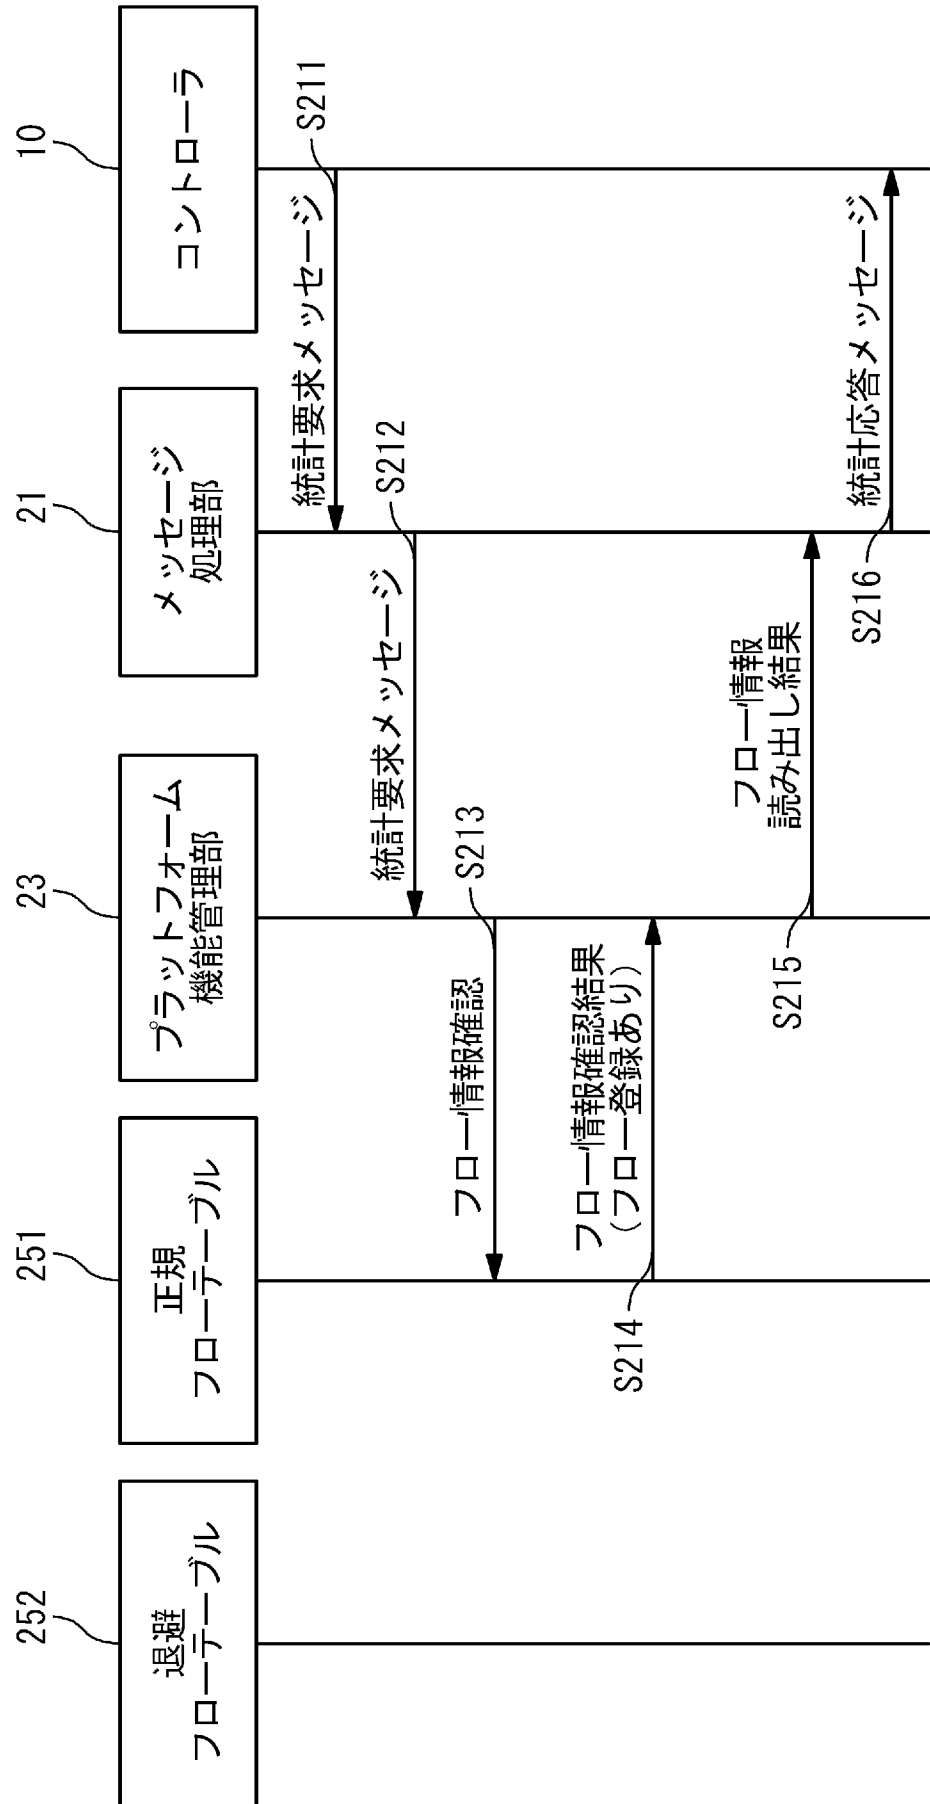 252
251
23
21
10
退避
フローテーブル
正規
フローテーブル
プラットフォーム
機能管理部
メッセージ
処理部
コントローラ
統計要求メッセージ
S211
統計要求メッセージ
S212
フロー情報確認
S213
フロー情報確認結果
(フロー登録あり)
S214
フロー情報
読み出し結果
S215
統計応答メッセージ
S216